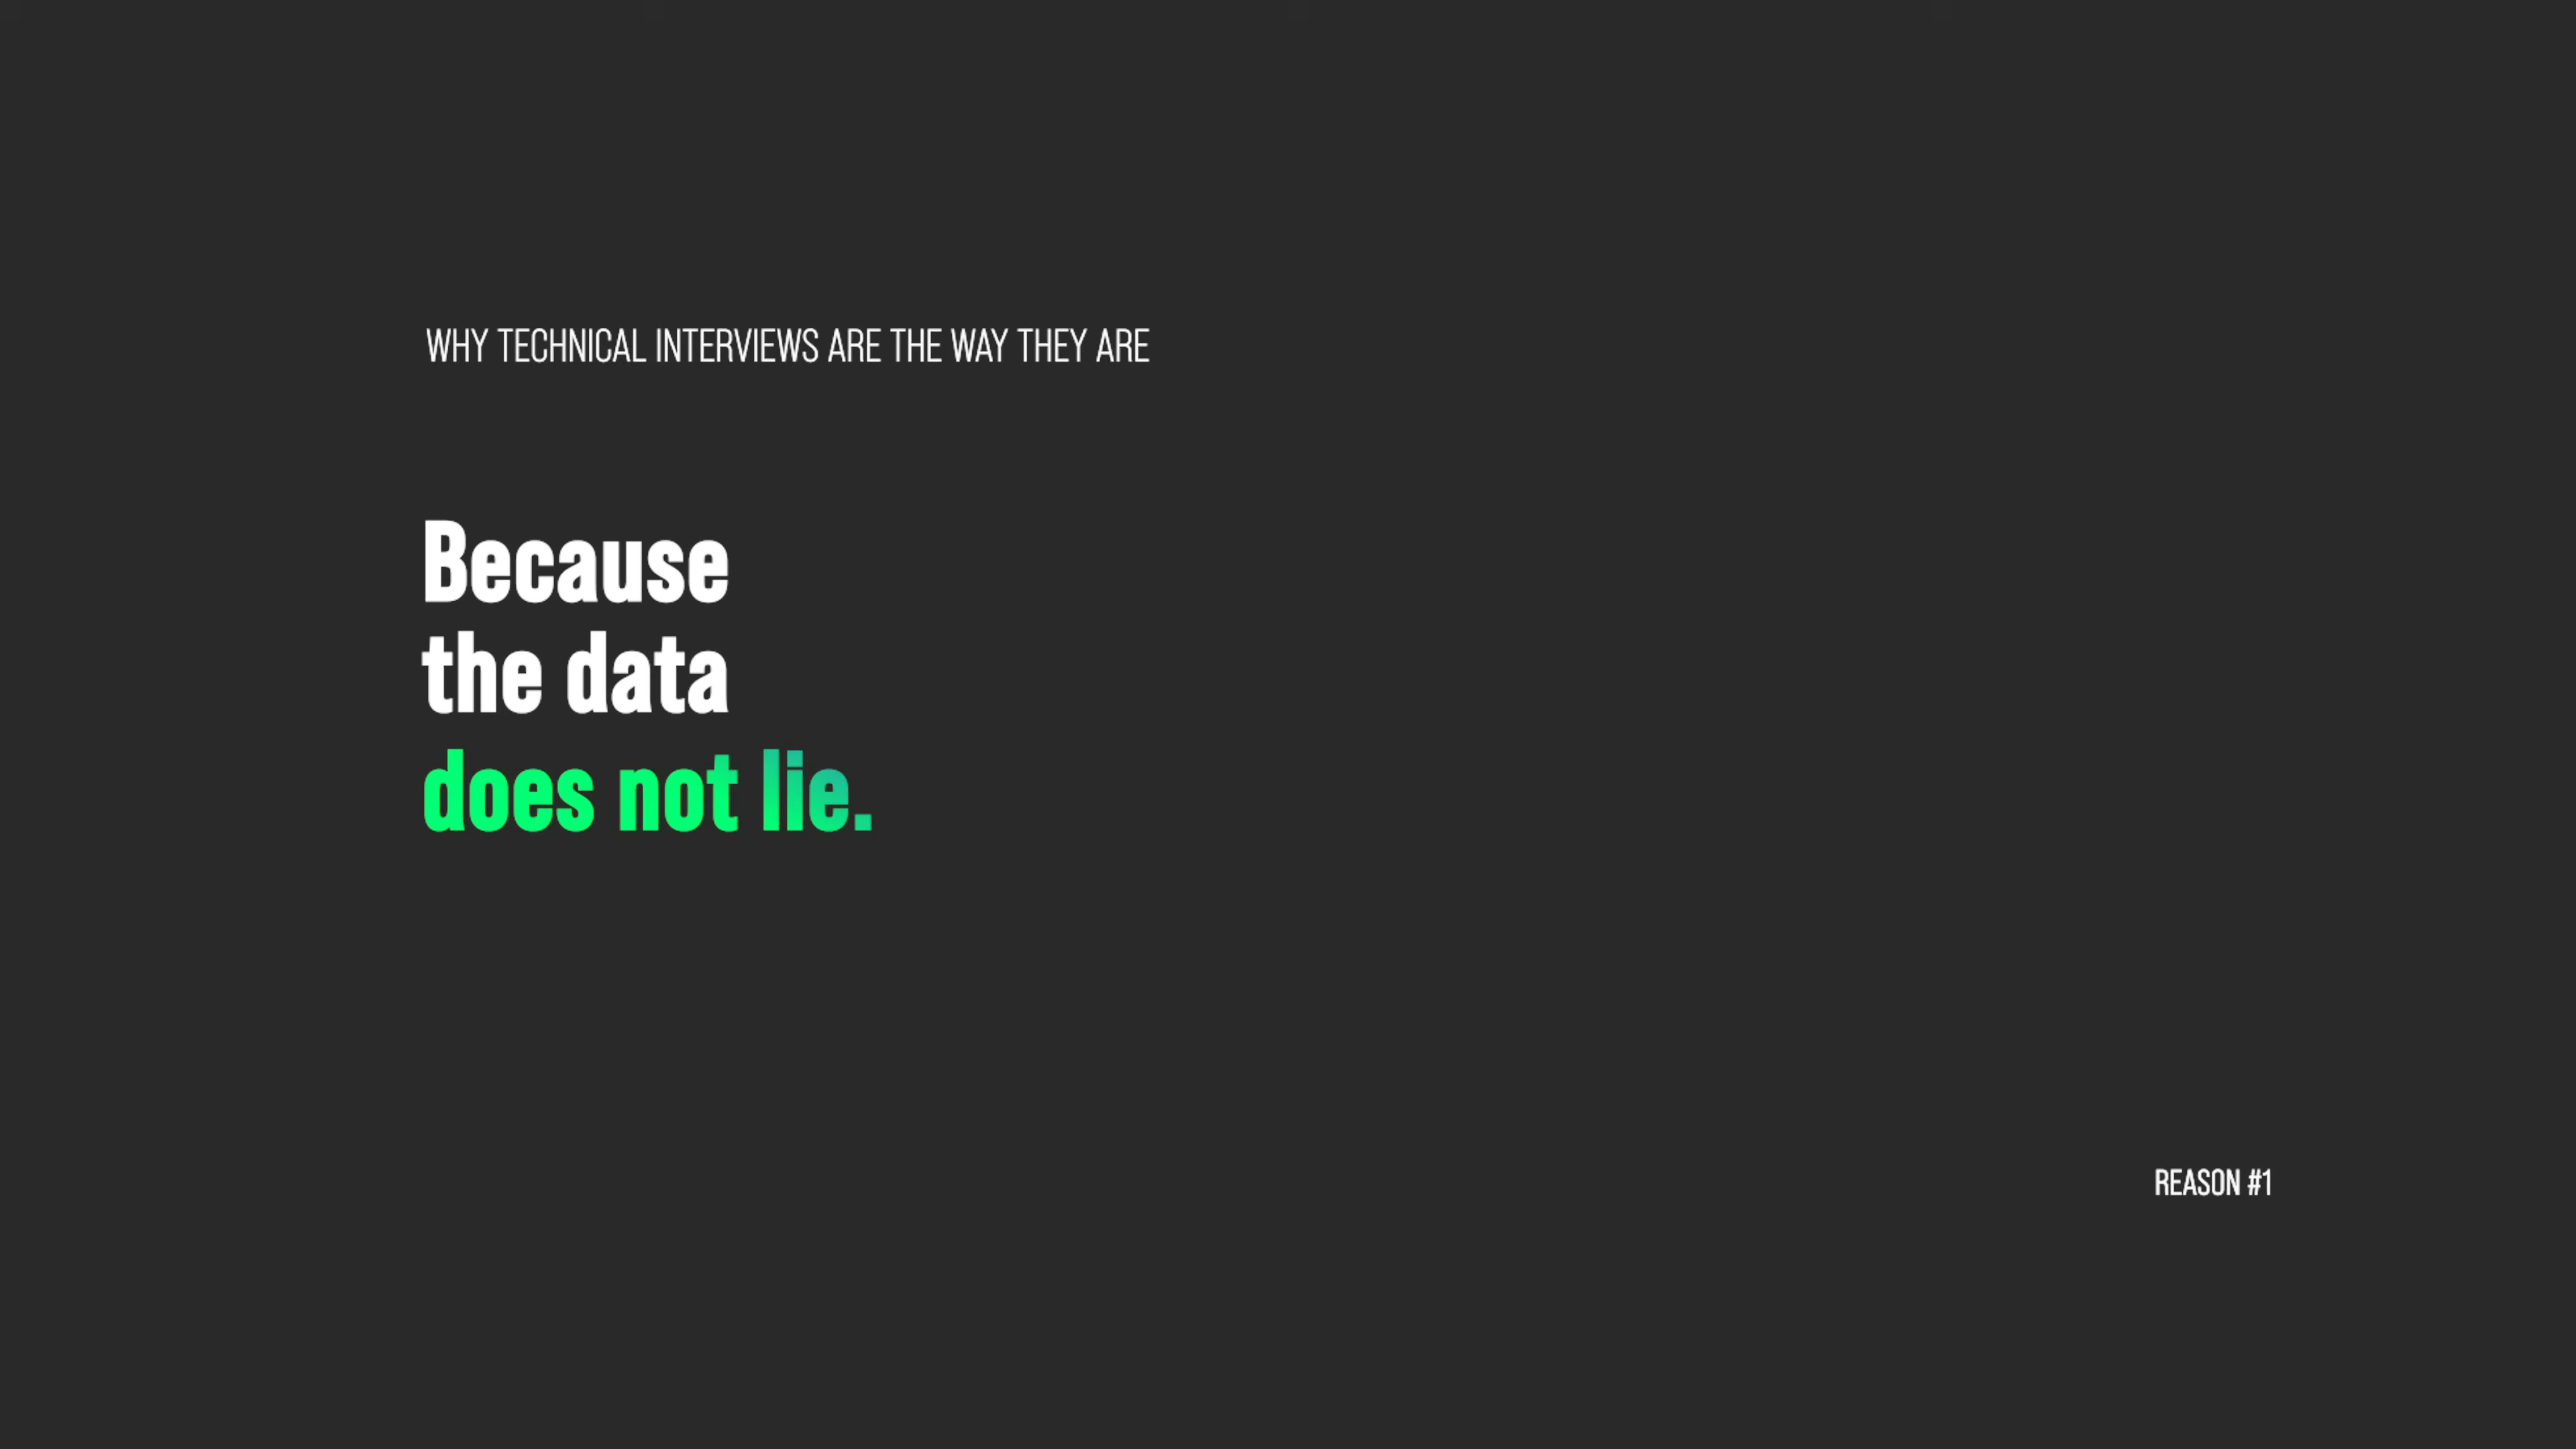 WHY TECHNICAL INTERVIEWS ARE THE WAY THEY ARE
Because
the data
does not lie.
REASON #1